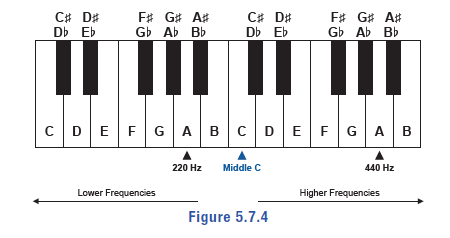 C♯ D♯ F♯ G♯ A♯ C♯ D♯ F♯ G♯ A♯
D♭ E♭ G♭ A♭ B♭ D♭ E♭ G♭ A♭ B♭
C D E F G A B C D E F G A B
220 Hz Middle C 440 Hz
Lower Frequencies Higher Frequencies
Figure 5.7.4